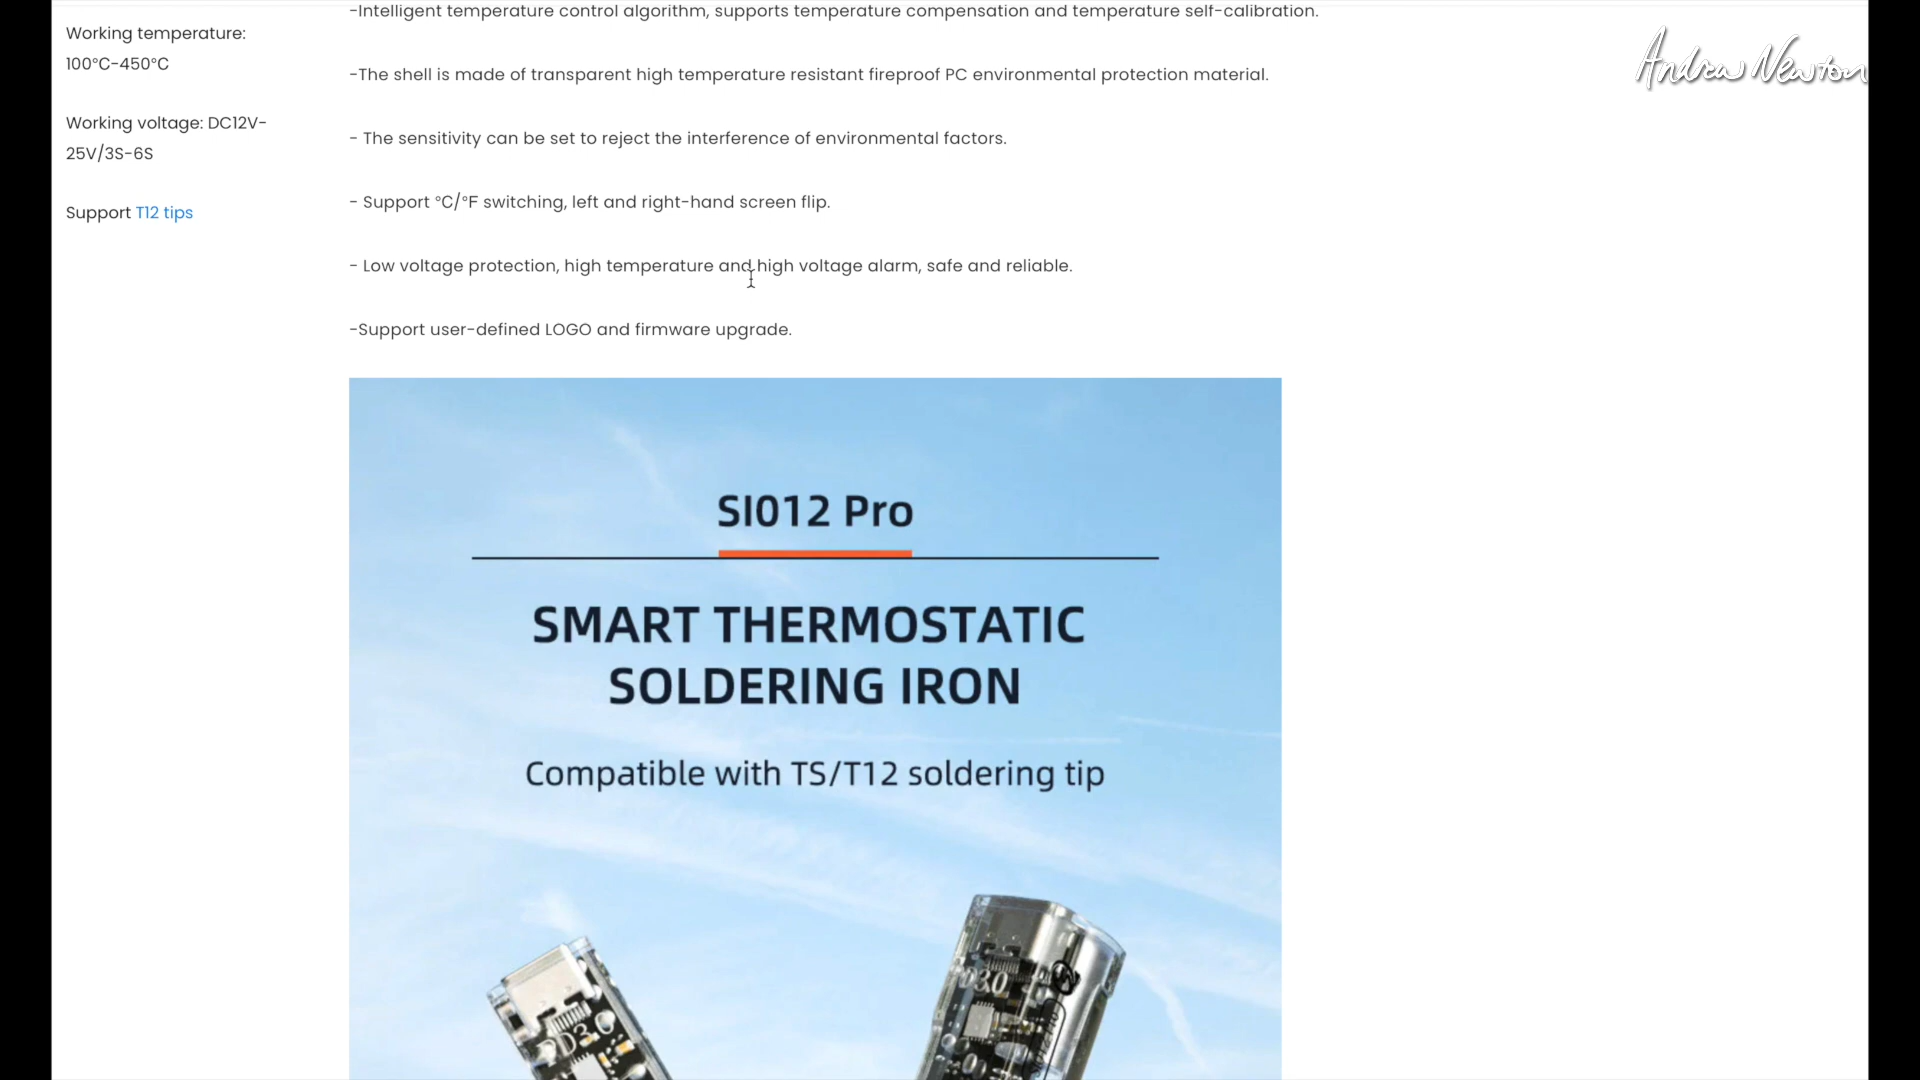 -Intelligent temperature control algorithm, supports temperature compensation and temperature self-calibration.
Working temperature:
100°C-450°C
-The shell is made of transparent high temperature resistant fireproof PC environmental protection material.
Working voltage: DC12V-
25V/3S-6S
- The sensitivity can be set to reject the interference of environmental factors.
Support T12 tips
- Support °C/°F switching, left and right-hand screen flip.
- Low voltage protection, high temperature and high voltage alarm, safe and reliable.
-Support user-defined LOGO and firmware upgrade.
Andrew Newton
SI012 Pro
SMART THERMOSTATIC
SOLDERING IRON
Compatible with TS/T12 soldering tip